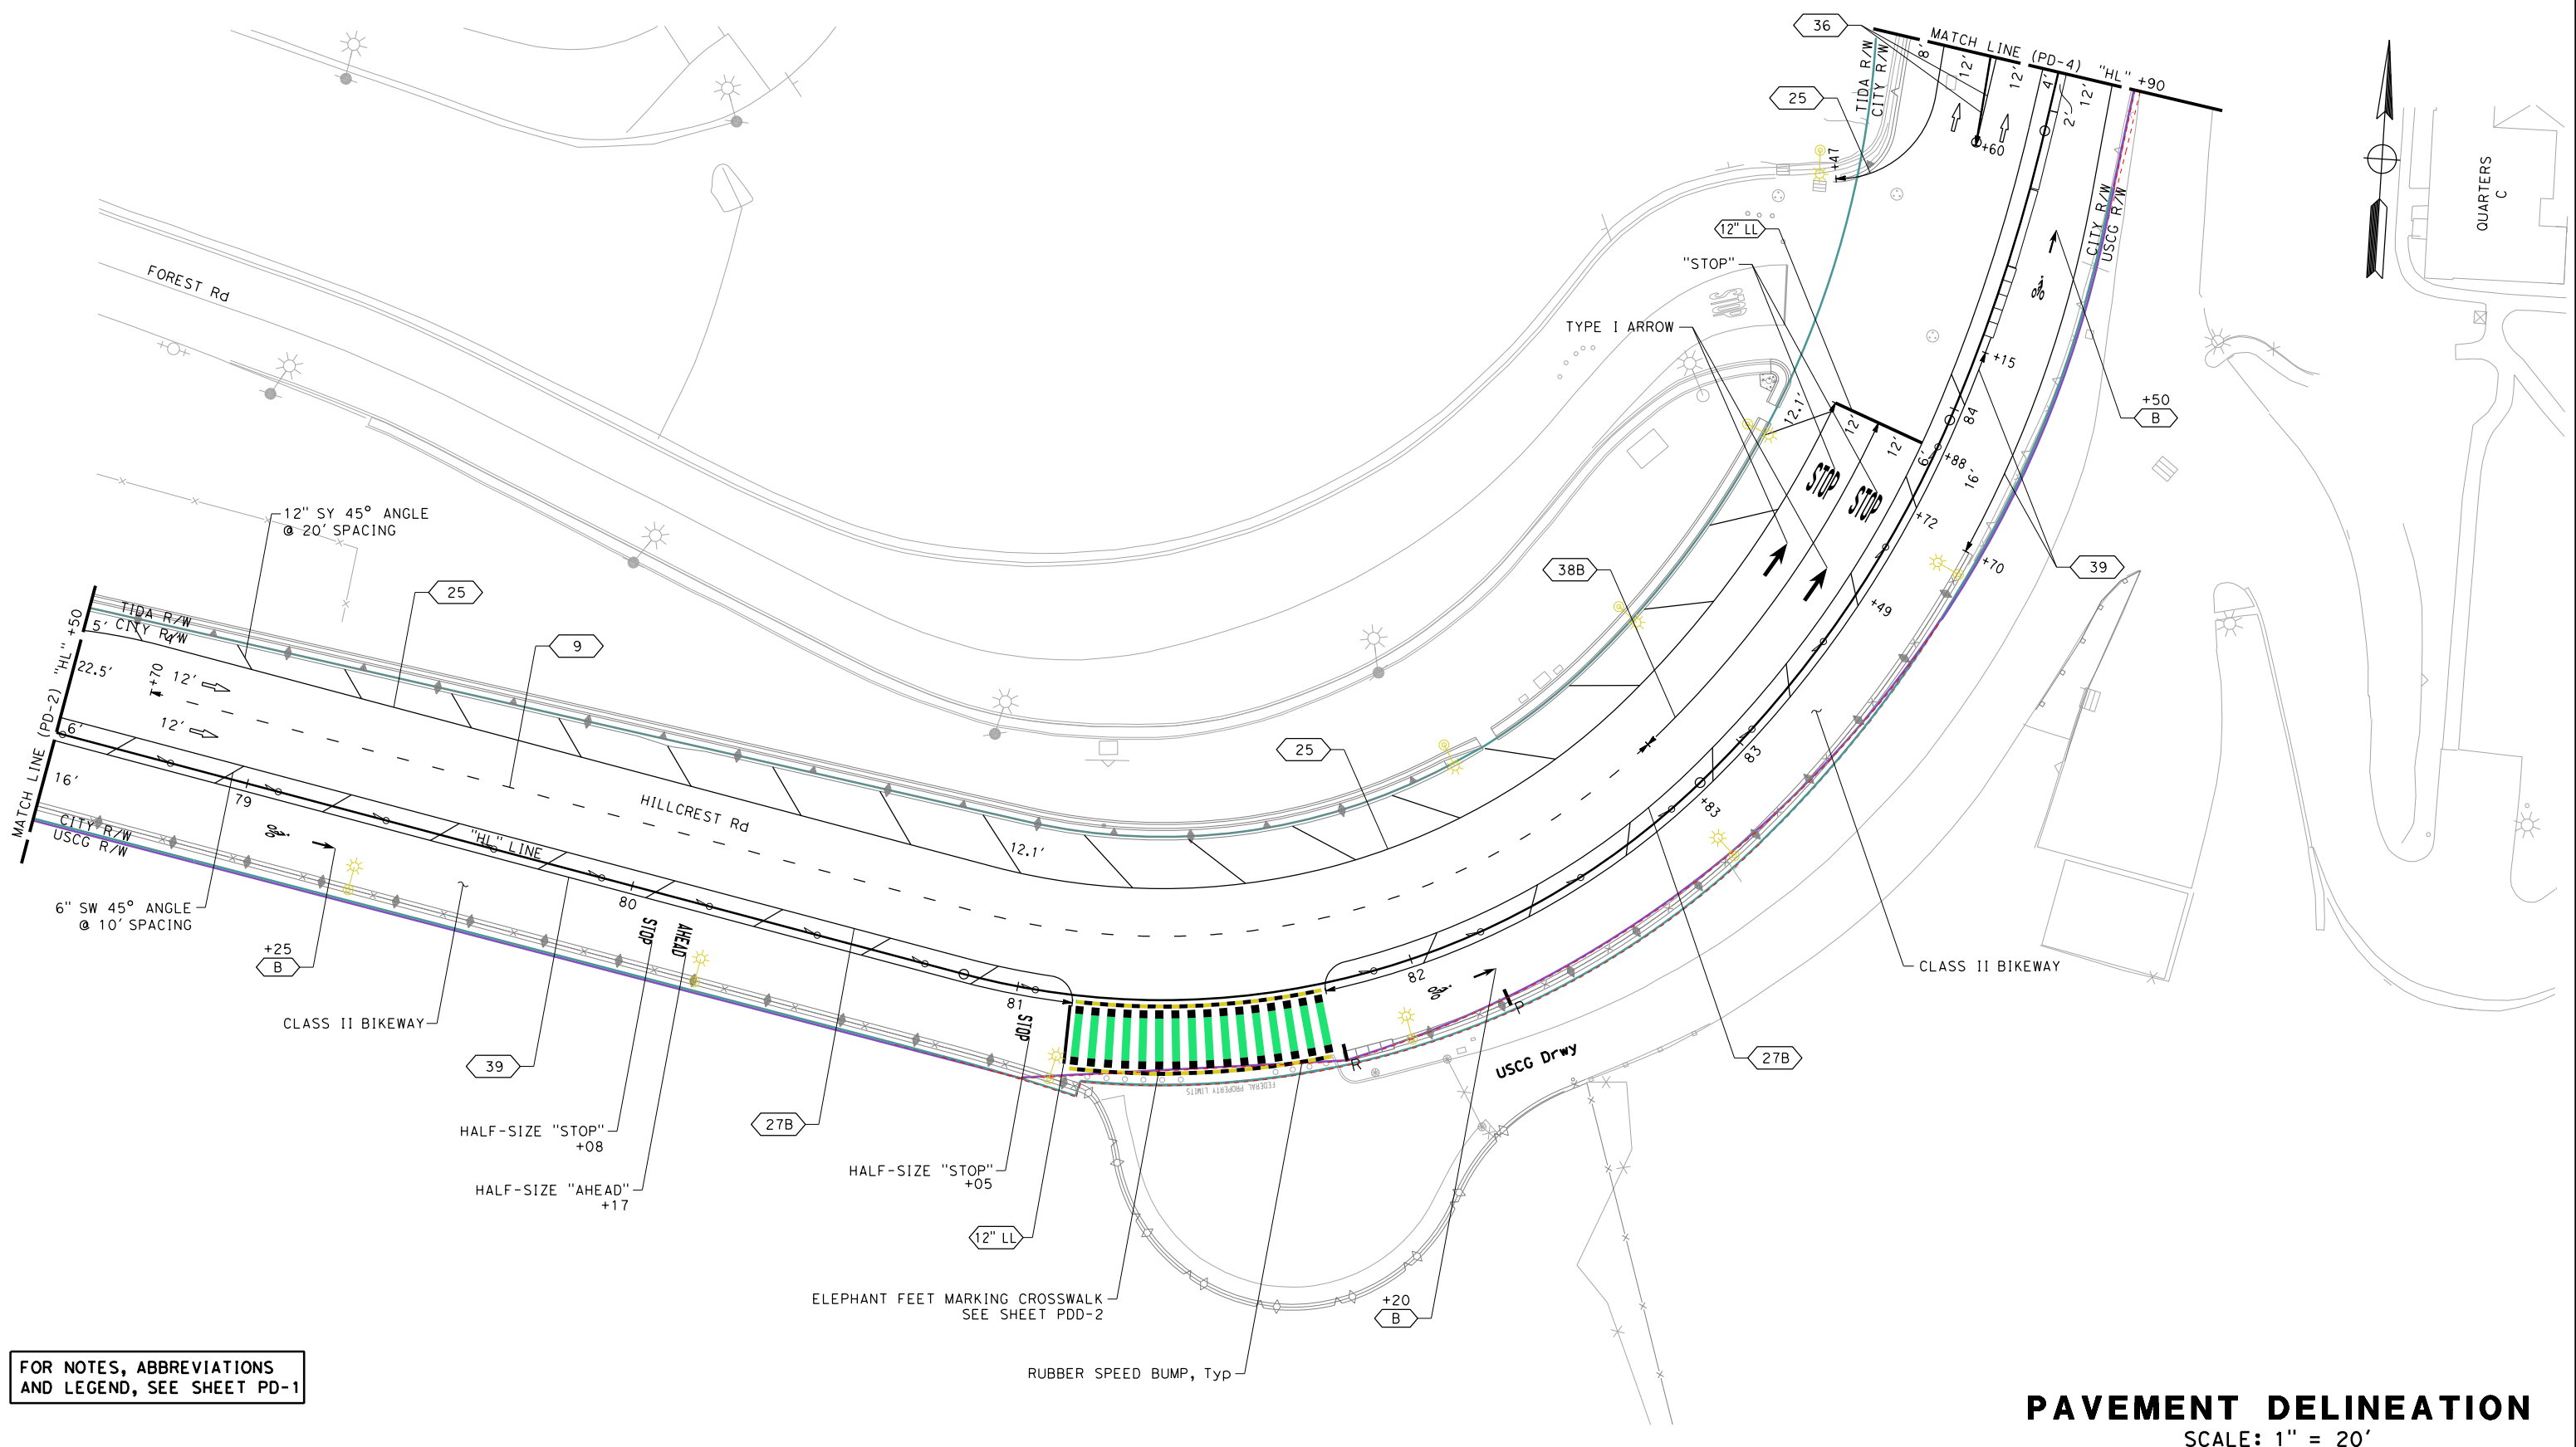 36
MATCH LINE (PD-4) "HL" +90
TIDA R/W
CITY R/W
8'
12'
12'
4'
2'
12'
25
+47
+60
CITY R/W
USCG R/W
QUARTERS
C
12" LL
"STOP"
TYPE I ARROW
FOREST Rd
+15
+50
B
12.1'
12'
12'
6'
84
+88
16'
STOP
STOP
+72
+70
39
+49
38B
12" SY 45° ANGLE
@ 20' SPACING
25
9
TIDA R/W
CITY R/W
5'
4'
MATCH LINE (PD-2) "HL" +50
22.5'
+70
12'
12'
6'
16'
79
HILLCREST Rd
25
83
+83
CITY R/W
USCG R/W
"HL" LINE
12.1'
80
6" SW 45° ANGLE
@ 10' SPACING
STOP
AHEAD
+25
B
82
81
STOP
CLASS II BIKEWAY
CLASS II BIKEWAY
39
P
R
USCG Drwy
27B
FEDERAL PROPERTY LIMITS
27B
HALF-SIZE "STOP"
+08
HALF-SIZE "STOP"
+05
HALF-SIZE "AHEAD"
+17
12" LL
ELEPHANT FEET MARKING CROSSWALK
SEE SHEET PDD-2
+20
B
RUBBER SPEED BUMP, Typ
FOR NOTES, ABBREVIATIONS
AND LEGEND, SEE SHEET PD-1
PAVEMENT DELINEATION
SCALE: 1" = 20'